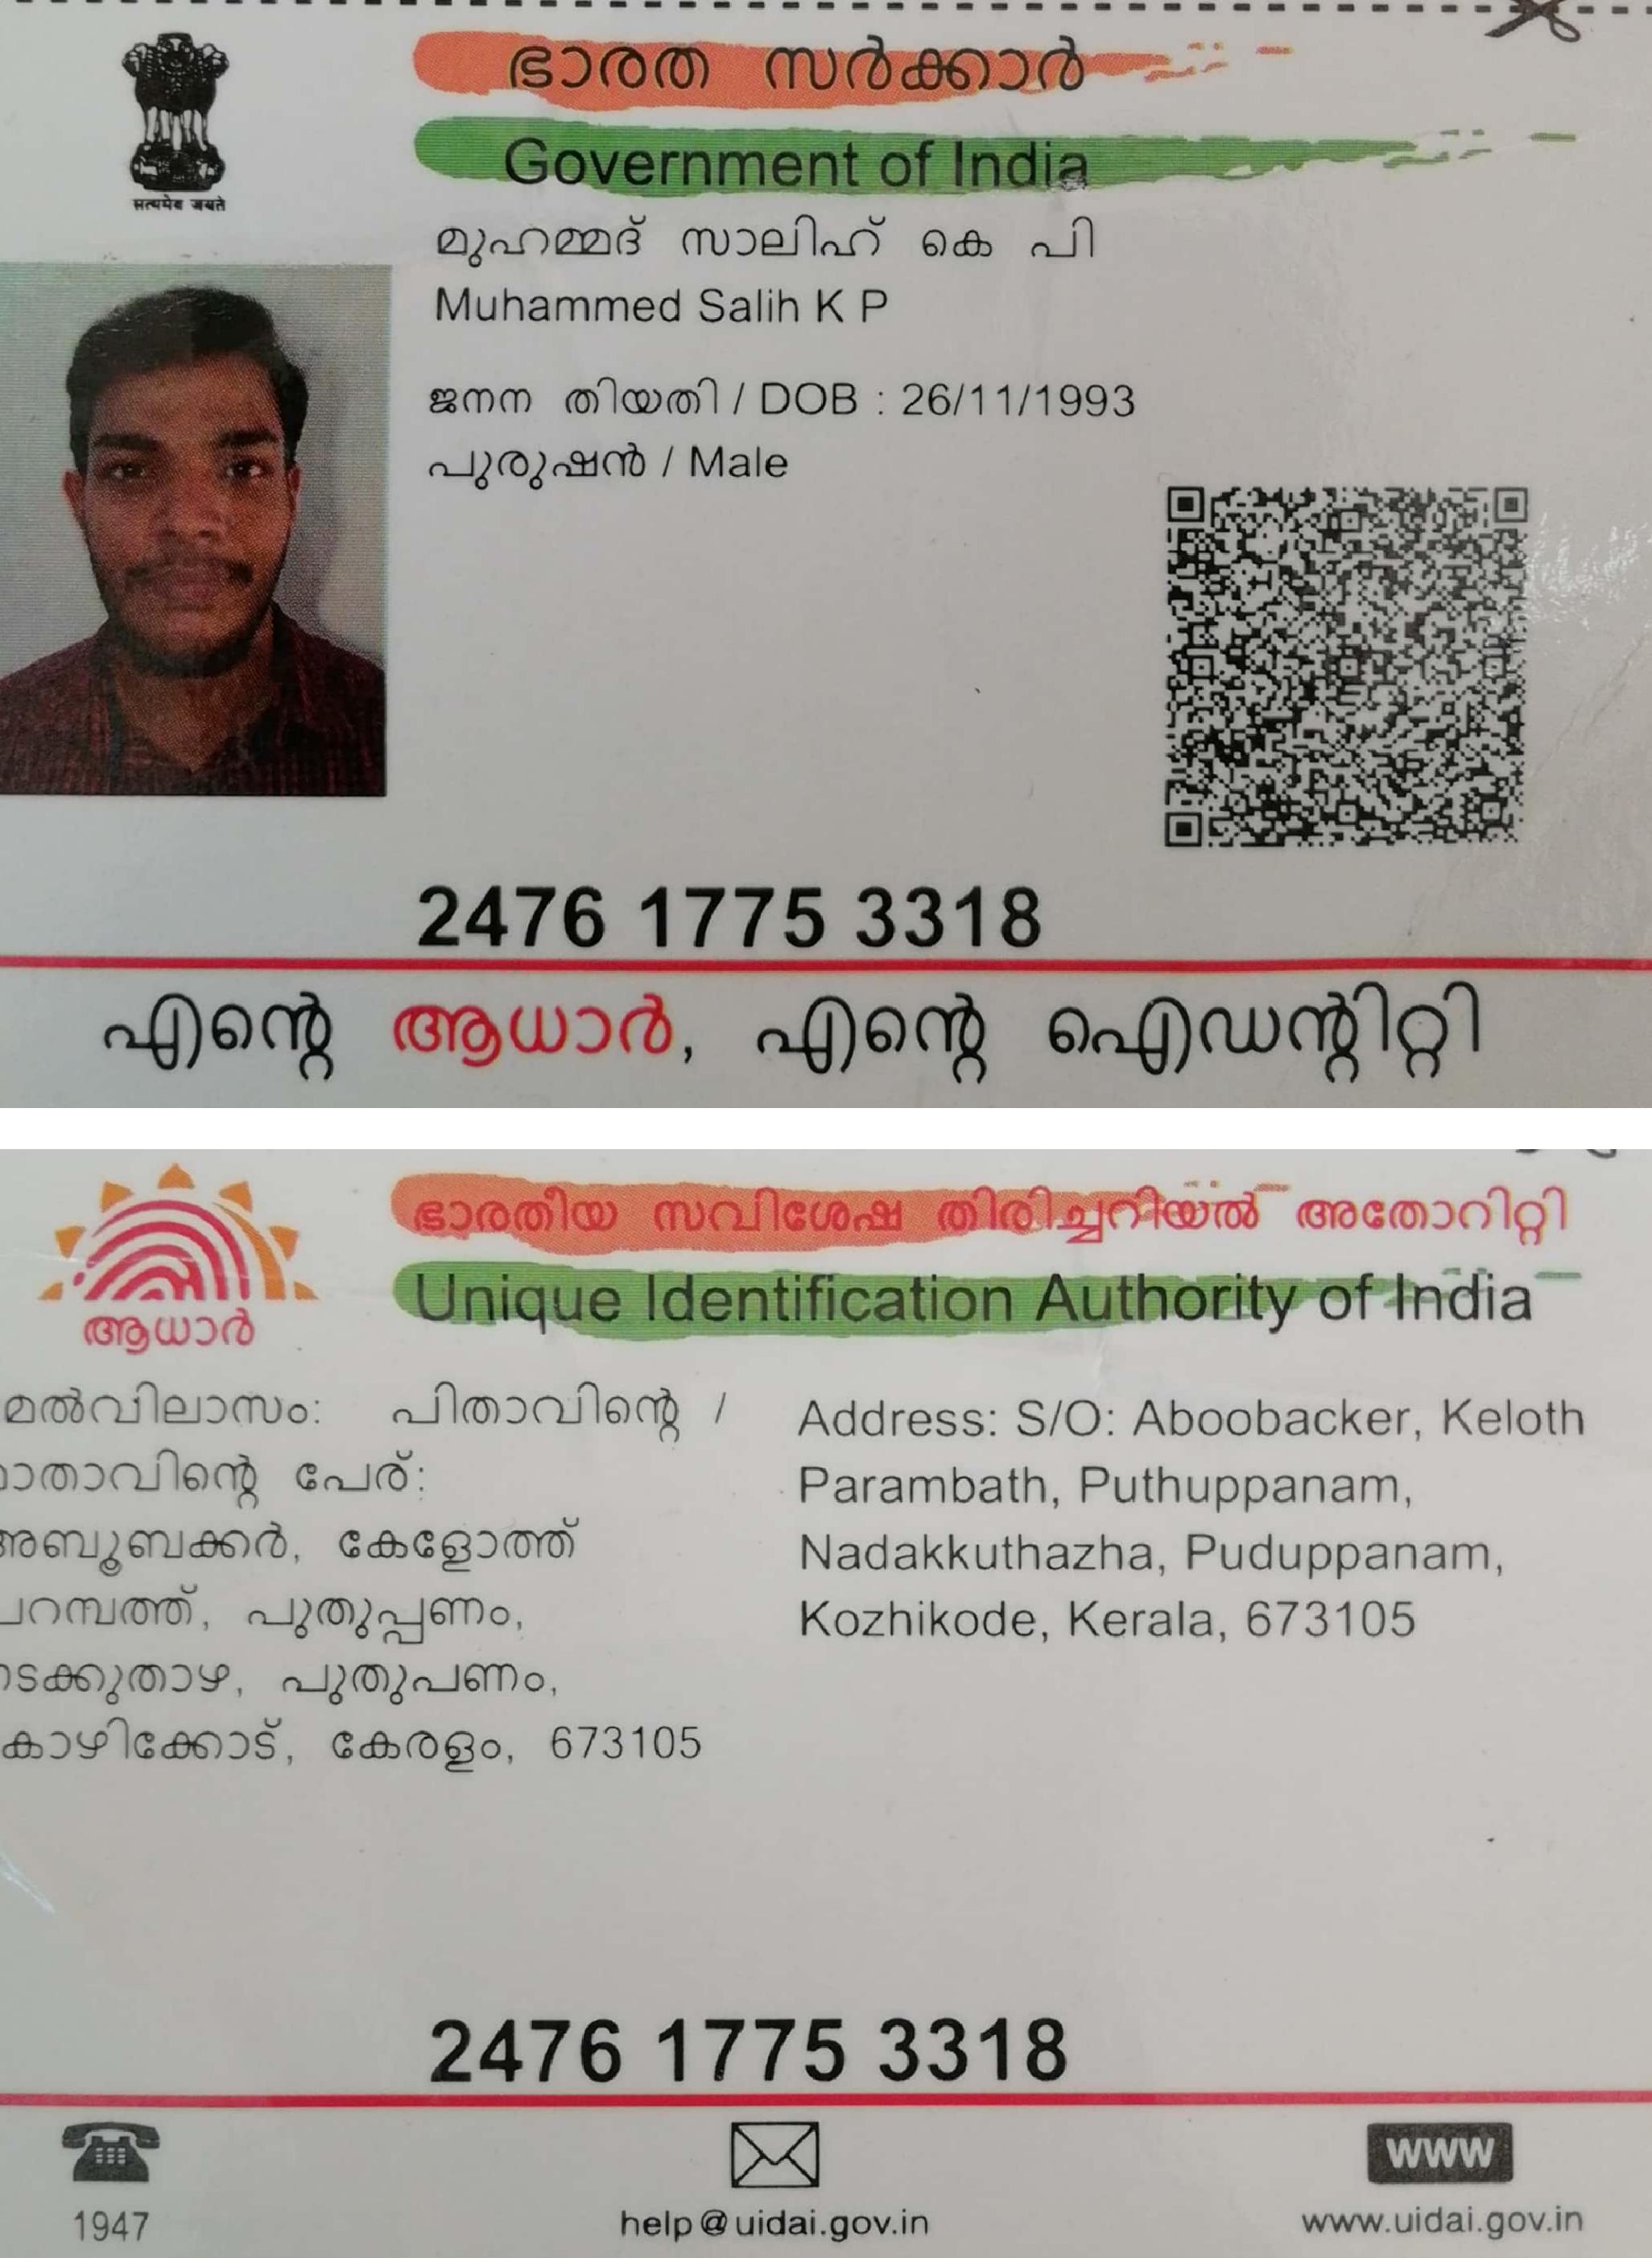 सत्यमेव जयते
ഭാരത സർക്കാർ
Government of India
മുഹമ്മദ് സാലിഹ് കെ പി
Muhammed Salih K P
ജനന തിയതി / DOB : 26/11/1993
പുരുഷൻ / Male
2476 1775 3318
എന്റെ ആധാർ, എന്റെ ഐഡന്റിറ്റി
ആധാർ
ഭാരതീയ സവിശേഷ തിരിച്ചറിയൽ അതോറിറ്റി
Unique Identification Authority of India
മൽവിലാസം: പിതാവിന്റെ /
ാതാവിന്റെ പേര്:
അബൂബക്കർ, കേളോത്ത്
പറമ്പത്ത്, പുതുപ്പണം,
ടക്കുതാഴ, പുതുപണം,
കാഴിക്കോട്, കേരളം, 673105
Address: S/O: Aboobacker, Keloth
Parambath, Puthuppanam,
Nadakkuthazha, Puduppanam,
Kozhikode, Kerala, 673105
2476 1775 3318
1947
help@uidai.gov.in
www
www.uidai.gov.in